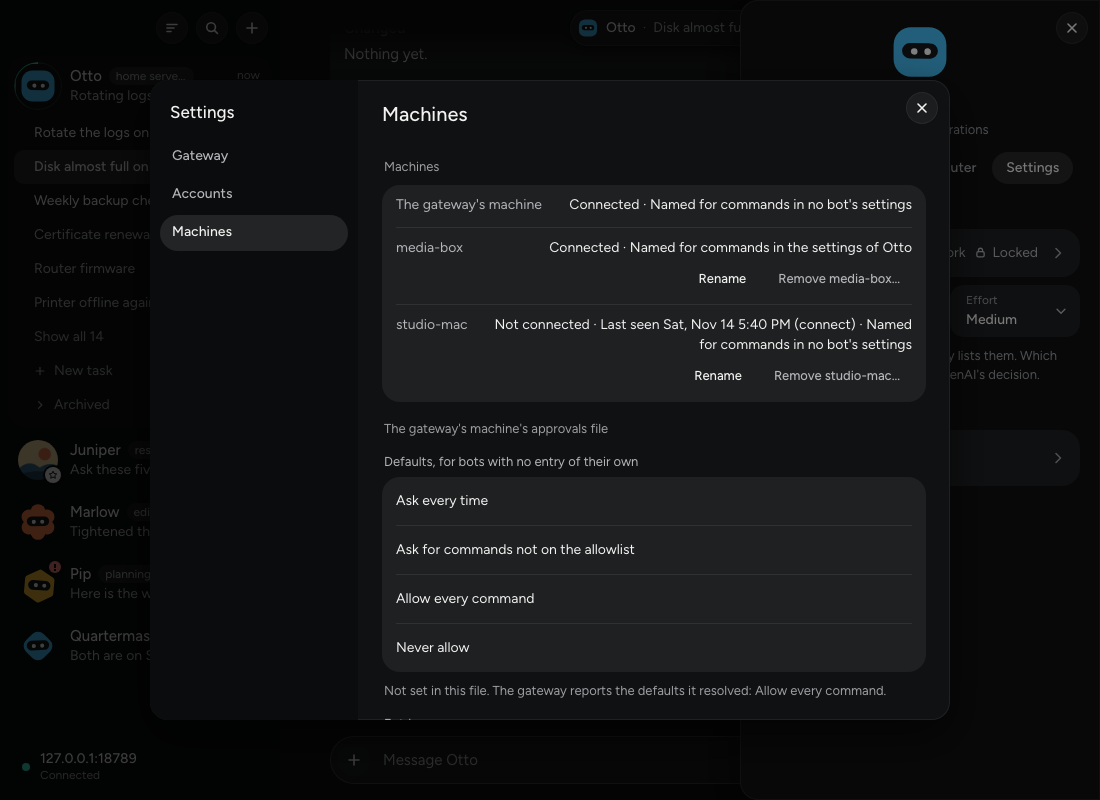 Otto · Disk almost fu
Nothing yet.
Otto home serve... now
Rotating logs
Rotate the logs on
Disk almost full on
Weekly backup che
Certificate renewa
Router firmware
Printer offline agai
Show all 14
+ New task
Archived
Juniper res
Ask these fiv
Marlow edi
Tightened th
Pip planning
Here is the w
Quartermas
Both are on S
127.0.0.1:18789
Connected
Settings
Gateway
Accounts
Machines
Machines
Machines
The gateway's machine Connected · Named for commands in no bot's settings
media-box Connected · Named for commands in the settings of Otto
Rename Remove media-box...
studio-mac Not connected · Last seen Sat, Nov 14 5:40 PM (connect) · Named
for commands in no bot's settings
Rename Remove studio-mac...
The gateway's machine's approvals file
Defaults, for bots with no entry of their own
Ask every time
Ask for commands not on the allowlist
Allow every command
Never allow
Not set in this file. The gateway reports the defaults it resolved: Allow every command.
Message Otto
rations
uter Settings
ork Locked
Effort
Medium
y lists them. Which
enAI's decision.